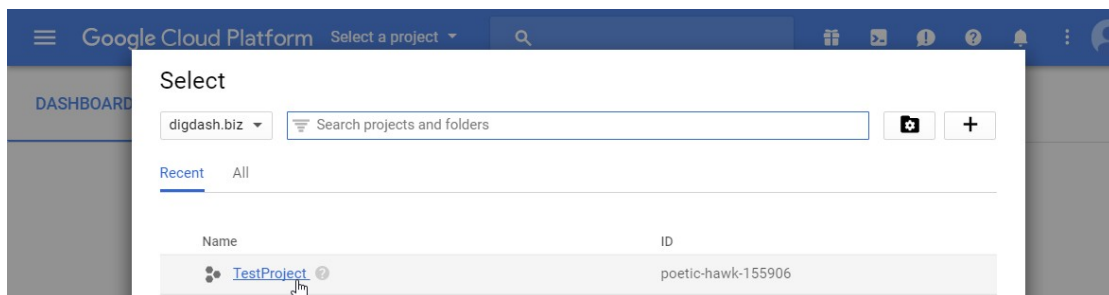 Google Cloud Platform Select a project
Select
DASHBOARD
digdash.biz Search projects and folders
Recent All
Name ID
TestProject poetic-hawk-155906